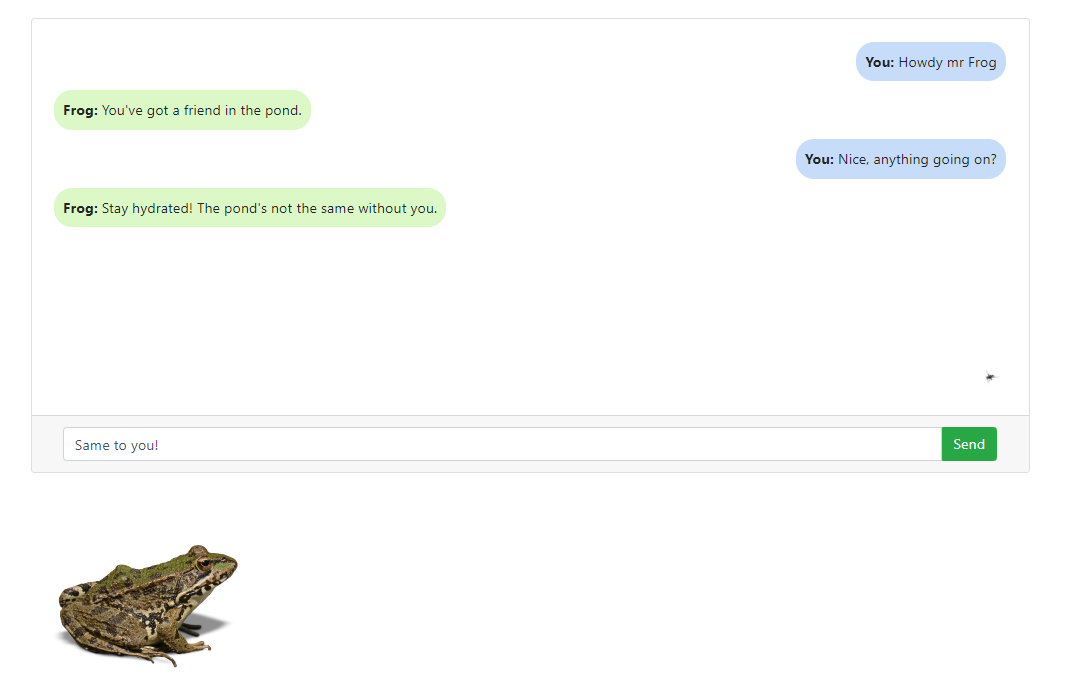 You: Howdy mr Frog
Frog: You've got a friend in the pond.
You: Nice, anything going on?
Frog: Stay hydrated! The pond's not the same without you.
Same to you!
Send